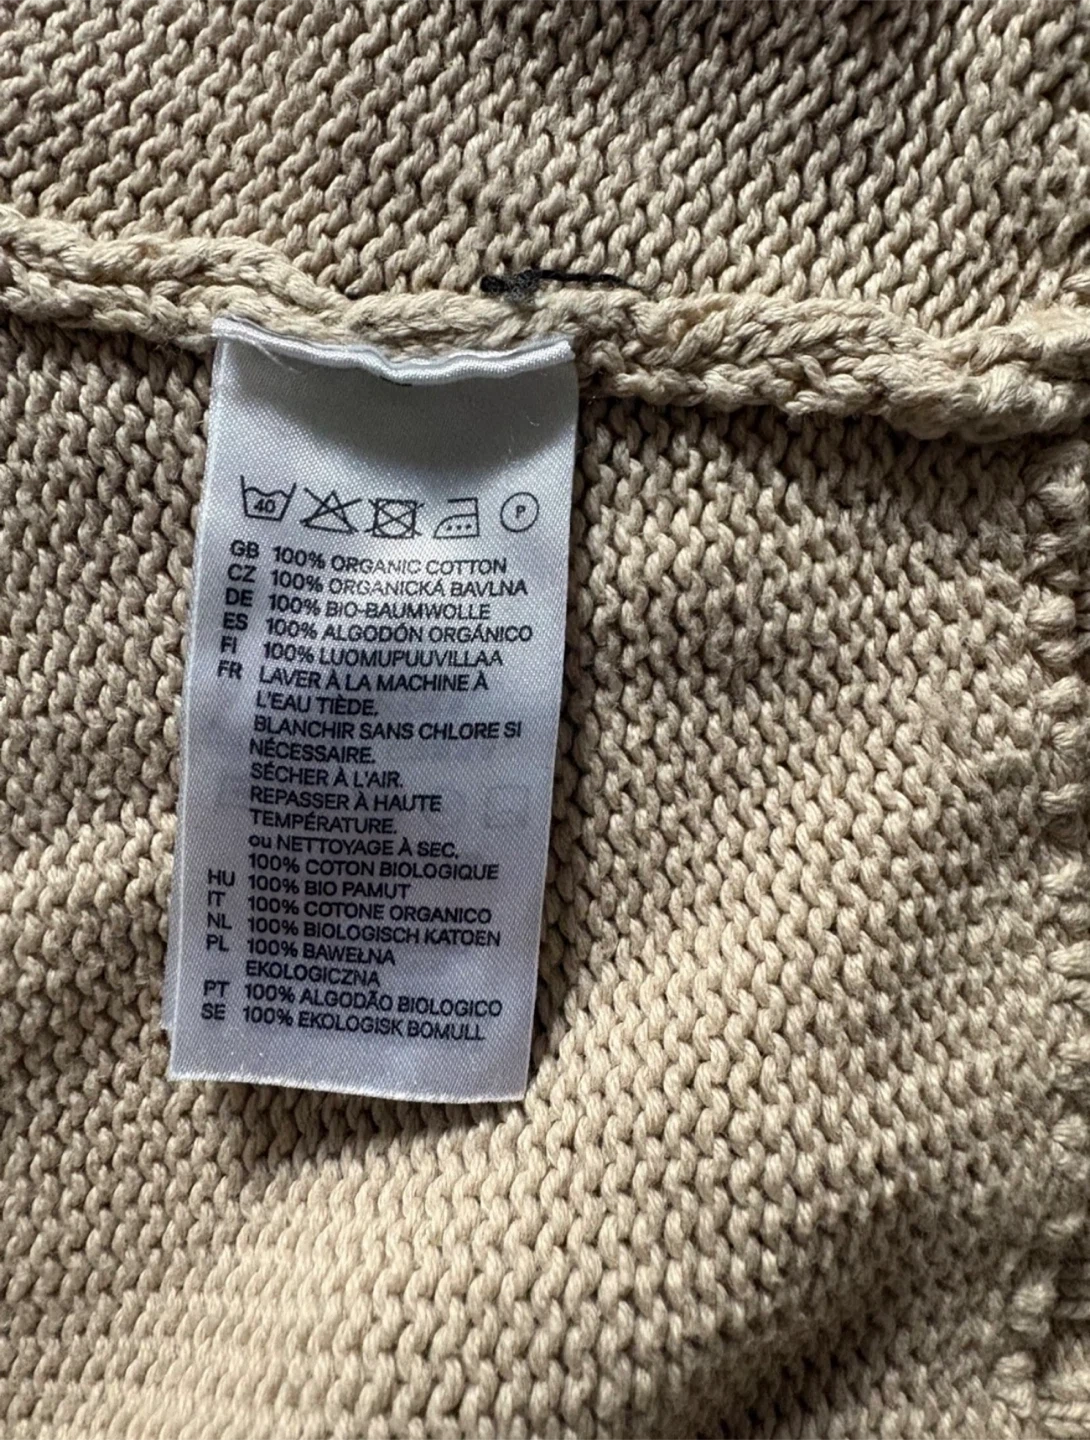 40 P
GB 100% ORGANIC COTTON
CZ 100% ORGANICKÁ BAVLNA
DE 100% BIO-BAUMWOLLE
ES 100% ALGODÓN ORGÁNICO
FI 100% LUOMUPUUVILLAA
FR LAVER À LA MACHINE À
L'EAU TIÈDE.
BLANCHIR SANS CHLORE SI
NÉCESSAIRE.
SÉCHER À L'AIR.
REPASSER À HAUTE
TEMPÉRATURE.
ou NETTOYAGE À SEC.
100% COTON BIOLOGIQUE
HU 100% BIO PAMUT
IT 100% COTONE ORGANICO
NL 100% BIOLOGISCH KATOEN
PL 100% BAWEŁNA
EKOLOGICZNA
PT 100% ALGODÃO BIOLOGICO
SE 100% EKOLOGISK BOMULL